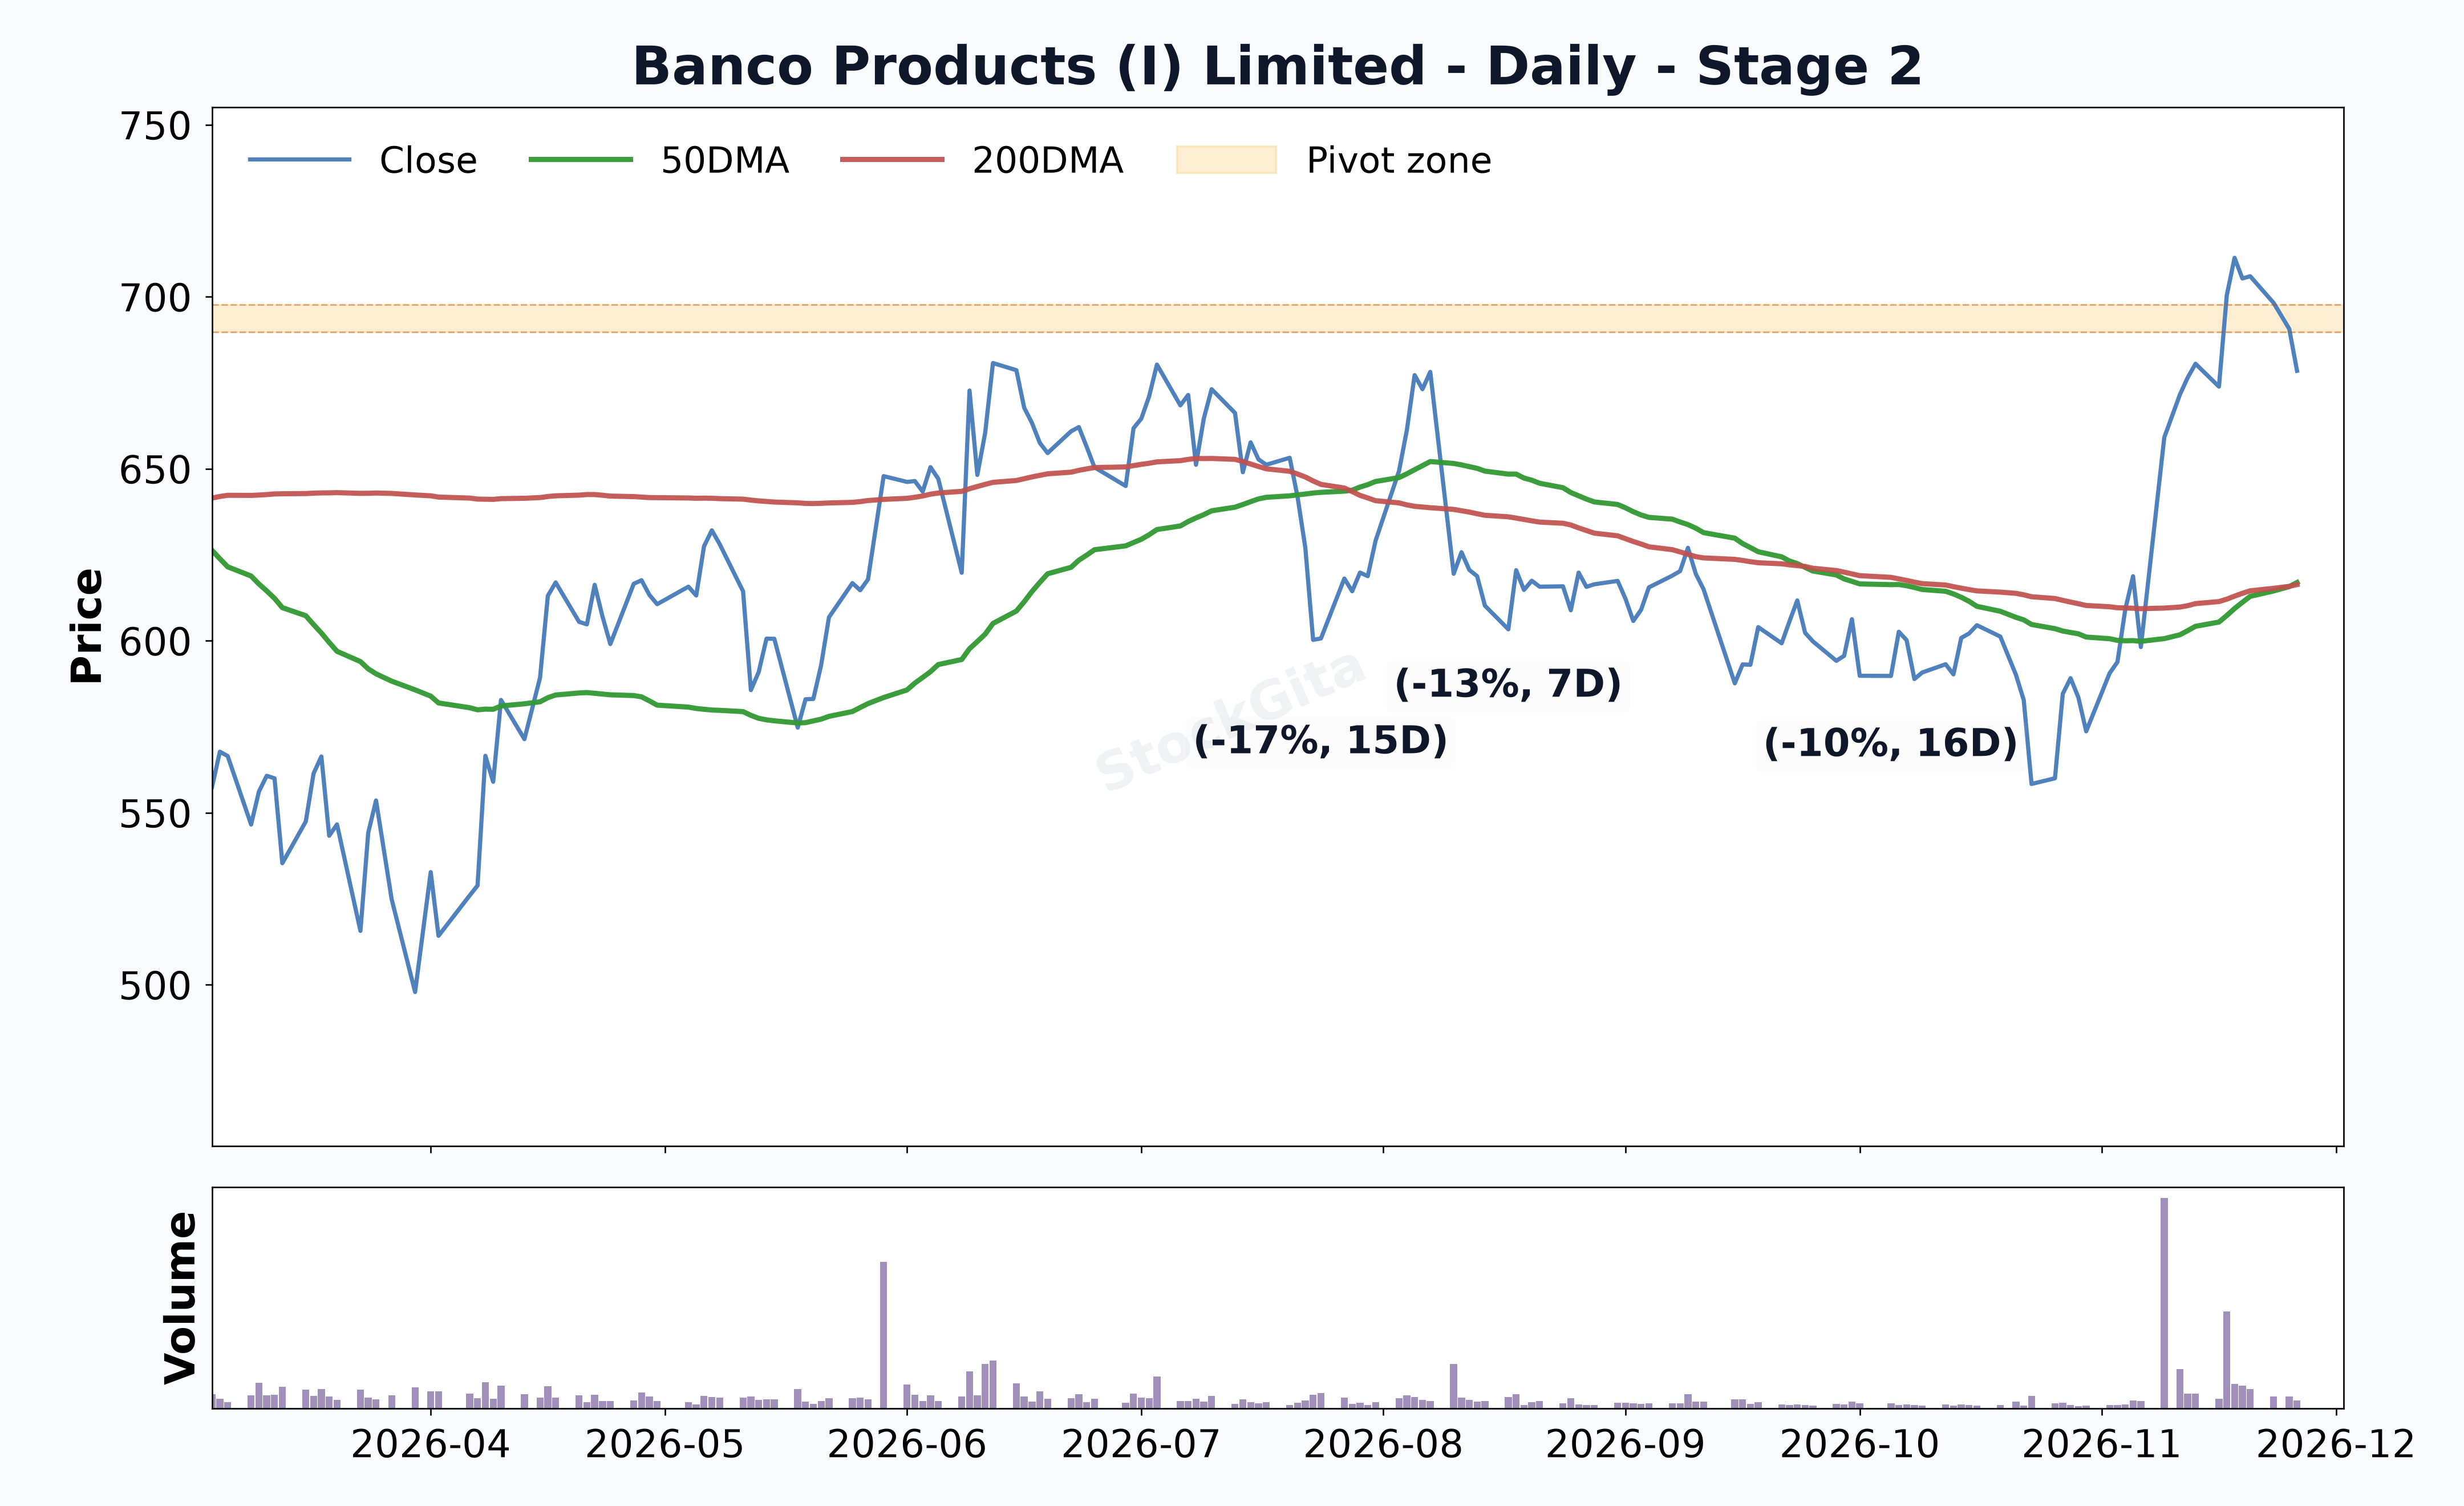 Banco Products (I) Limited - Daily - Stage 2
Close 50DMA 200DMA Pivot zone
Price
750
700
650
600
550
500
StockGita
(-13%, 7D)
(-17%, 15D)
(-10%, 16D)
Volume
2026-04 2026-05 2026-06 2026-07 2026-08 2026-09 2026-10 2026-11 2026-12